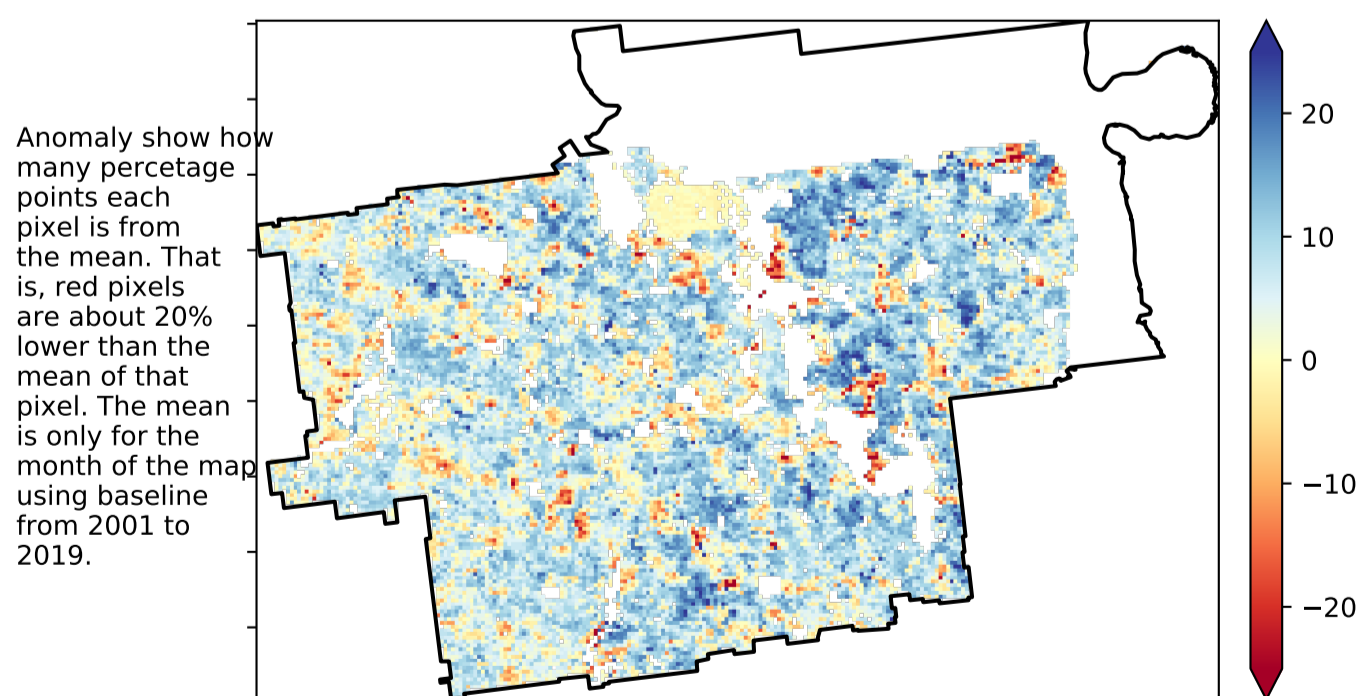 Anomaly show how
many percetage
points each
pixel is from
the mean. That
is, red pixels
are about 20%
lower than the
mean of that
pixel. The mean
is only for the
month of the map
using baseline
from 2001 to
2019.
20
10
0
−10
−20